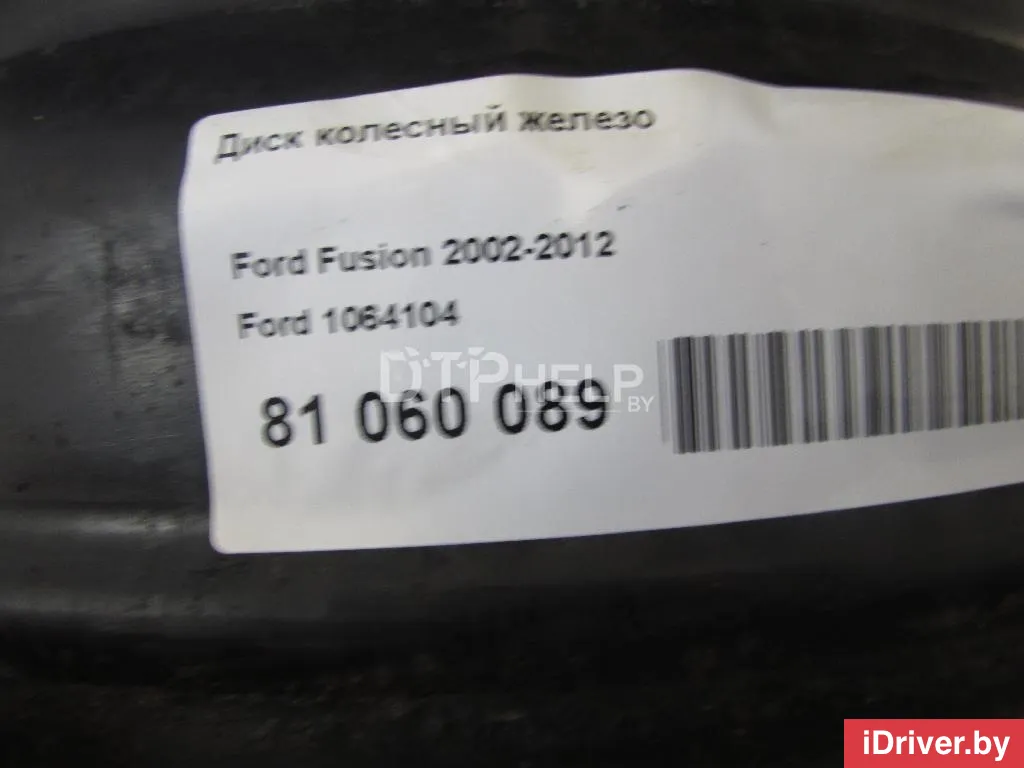 Диск колесный железо
Ford Fusion 2002-2012
Ford 1064104
DTPHELP
BY
81 060 089
iDriver.by